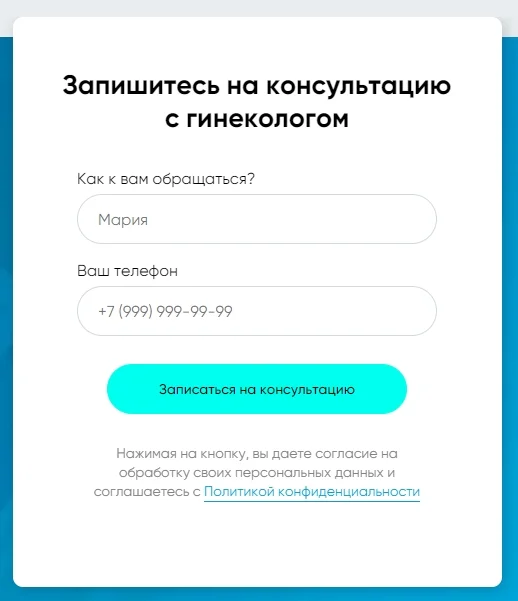 Запишитесь на консультацию
с гинекологом
Как к вам обращаться?
Мария
Ваш телефон
+7 (999) 999-99-99
Записаться на консультацию
Нажимая на кнопку, вы даете согласие на
обработку своих персональных данных и
соглашаетесь с Политикой конфиденциальности